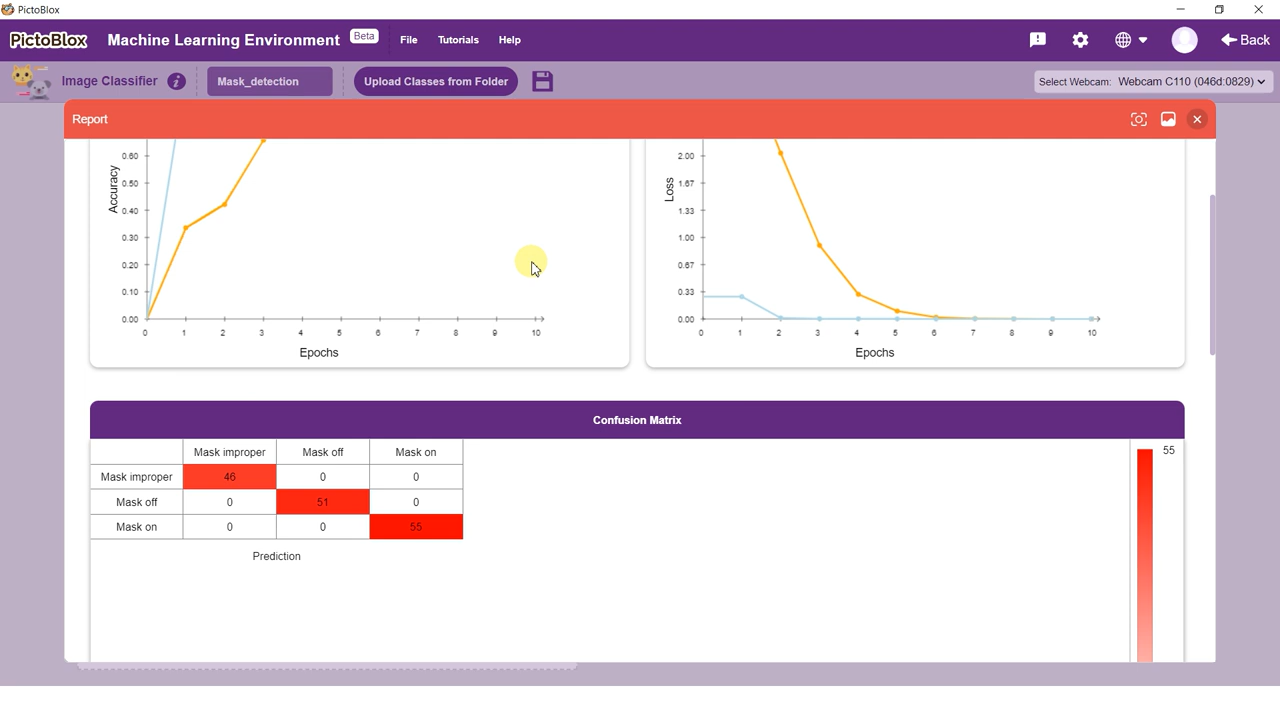 PictoBlox
PictoBlox Machine Learning Environment Beta File Tutorials Help Back
Image Classifier Mask_detection Upload Classes from Folder Select Webcam: Webcam C110 (046d:0829)
Report
Accuracy
0.60
0.50
0.40
0.30
0.20
0.10
0.00
0 1 2 3 4 5 6 7 8 9 10
Epochs
Loss
2.00
1.67
1.33
1.00
0.67
0.33
0.00
0 1 2 3 4 5 6 7 8 9 10
Epochs
Confusion Matrix
Mask improper Mask off Mask on
Mask improper 46 0 0
Mask off 0 51 0
Mask on 0 0 55
Prediction
55